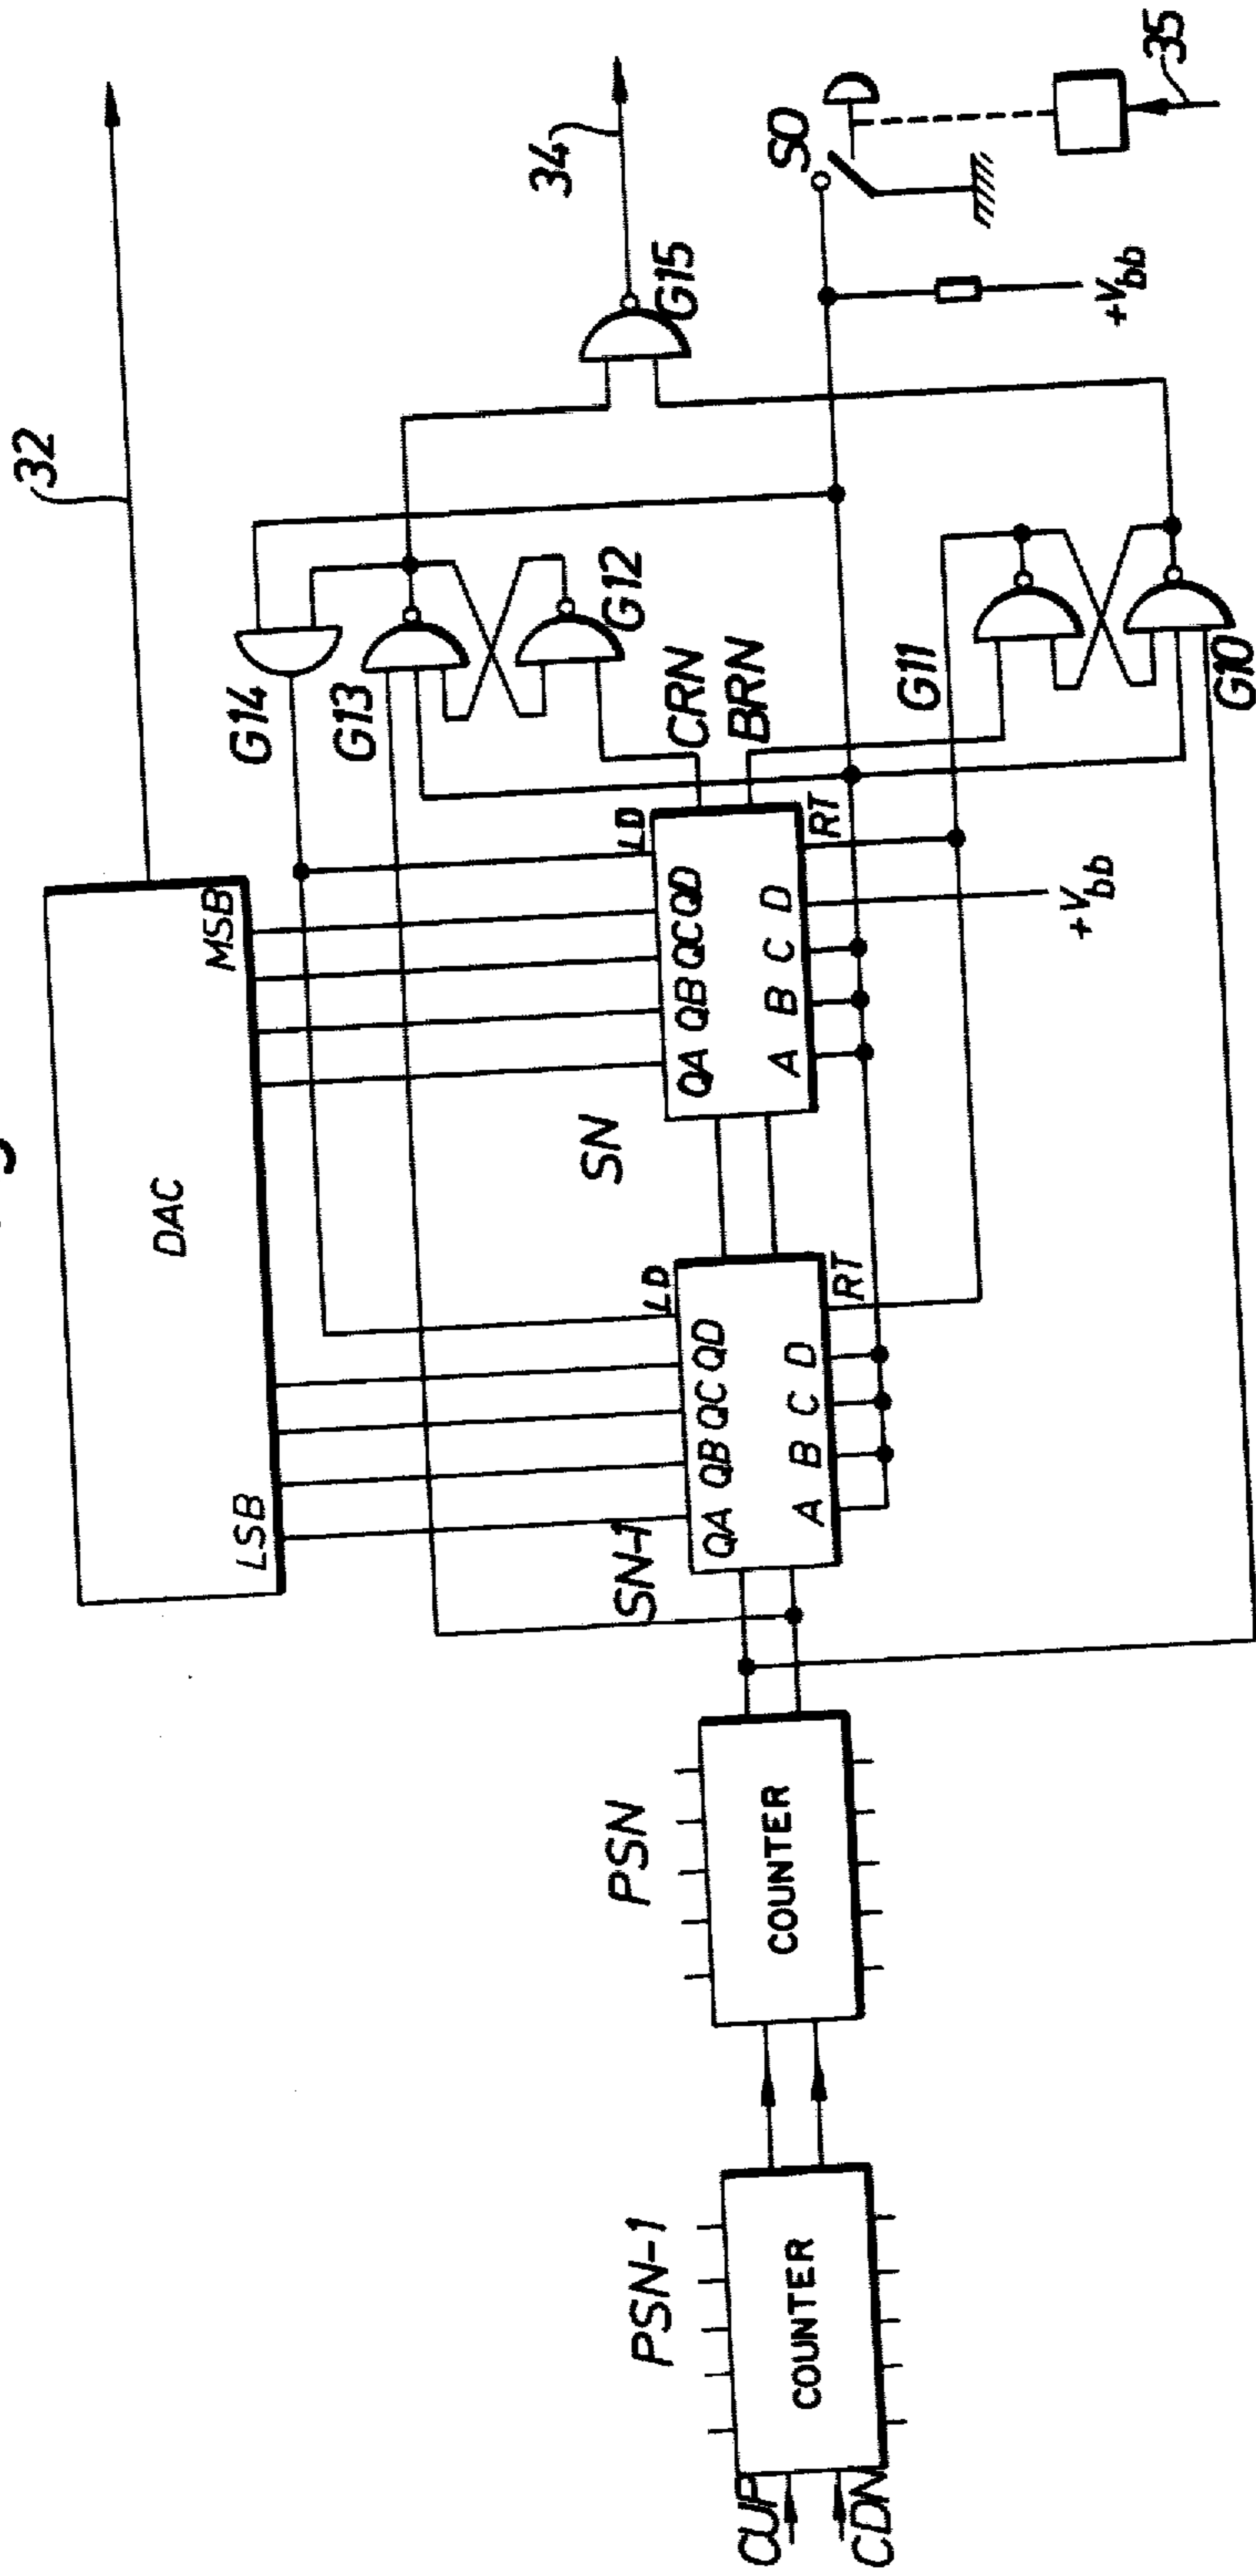 32
34
35
SO
G15
+Vbb
G14
G13
G12
CRN
BRN
G11
G10
DAC
MSB
LSB
SN
LD
QA QB QC QD
A B C D
RT
+Vbb
SN-1
LD
QA QB QC QD
A B C D
RT
PSN
COUNTER
PSN-1
COUNTER
CUP
CDN